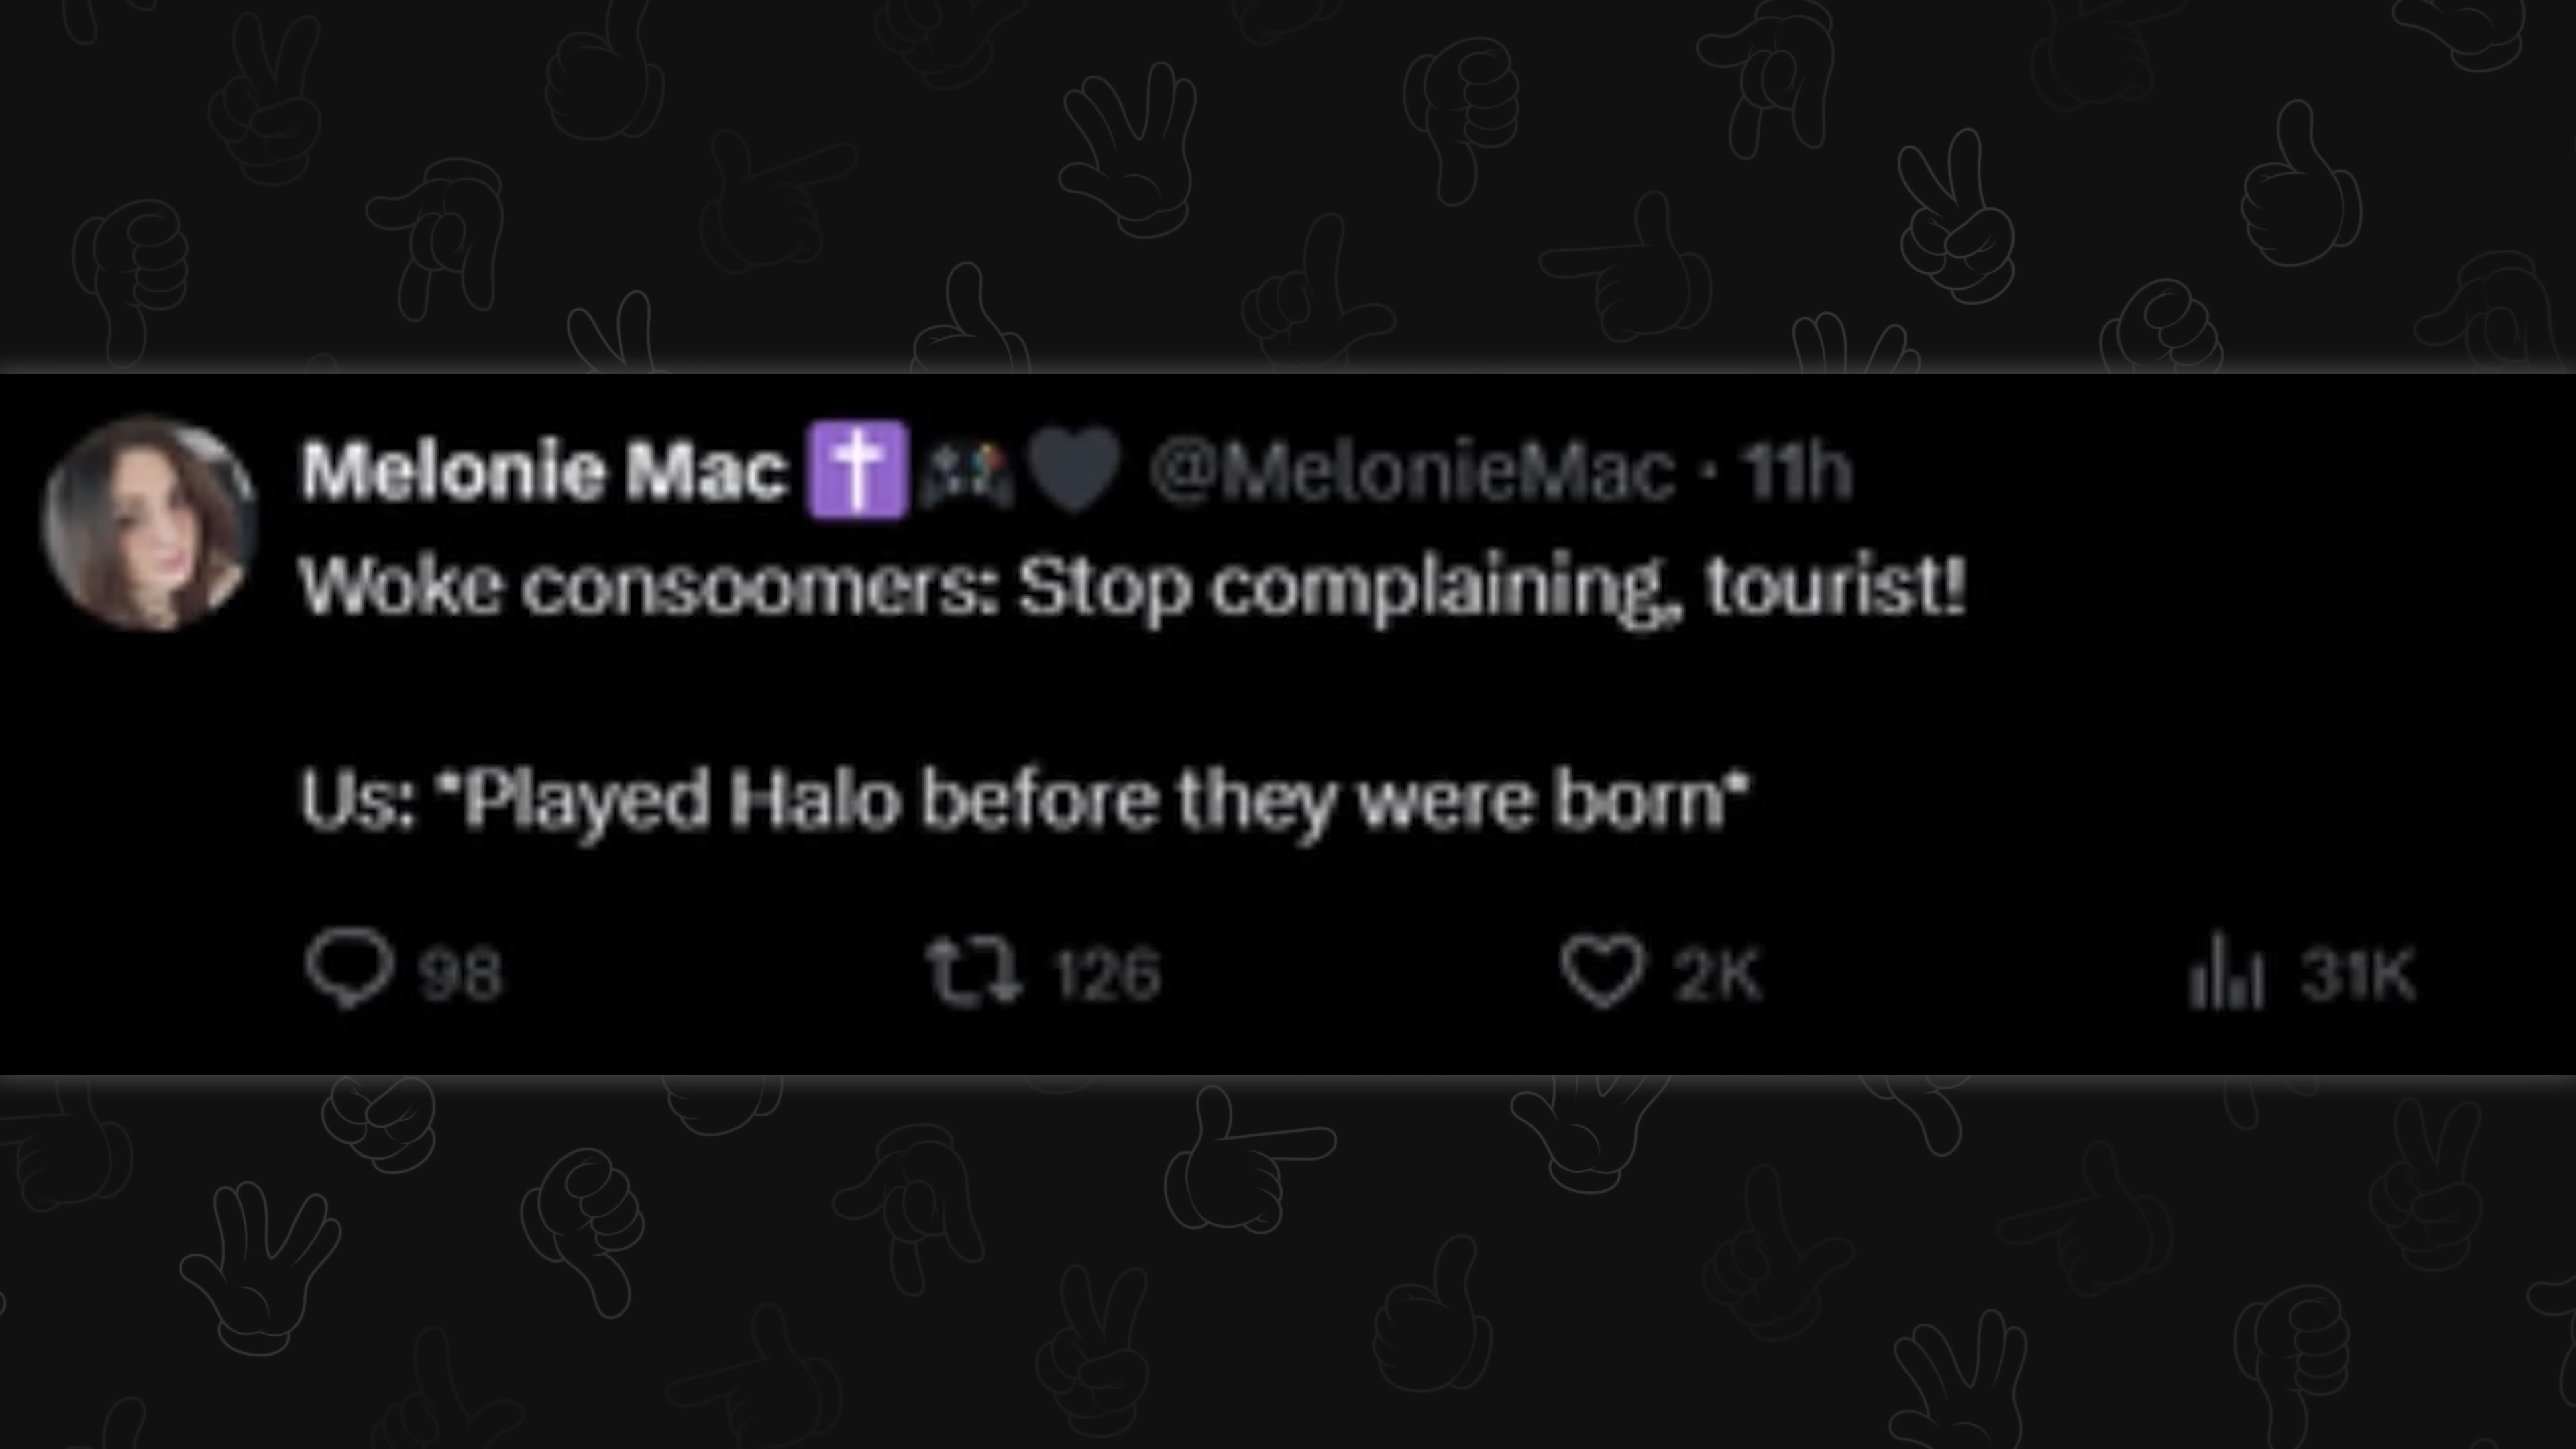 Melonie Mac ✝️🎮🖤 @MelonieMac · 11h
Woke consoomers: Stop complaining, tourist!
Us: *Played Halo before they were born*
98 126 2K 31K